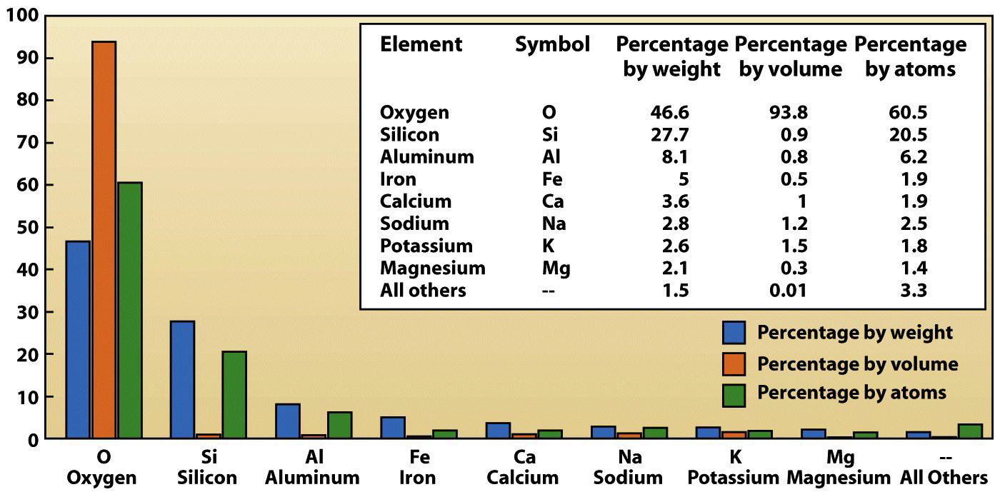 100
90
80
70
60
50
40
30
20
10
0
Element Symbol Percentage by weight Percentage by volume Percentage by atoms
Oxygen O 46.6 93.8 60.5
Silicon Si 27.7 0.9 20.5
Aluminum Al 8.1 0.8 6.2
Iron Fe 5 0.5 1.9
Calcium Ca 3.6 1 1.9
Sodium Na 2.8 1.2 2.5
Potassium K 2.6 1.5 1.8
Magnesium Mg 2.1 0.3 1.4
All others -- 1.5 0.01 3.3
Percentage by weight
Percentage by volume
Percentage by atoms
O Si Al Fe Ca Na K Mg --
Oxygen Silicon Aluminum Iron Calcium Sodium Potassium Magnesium All Others